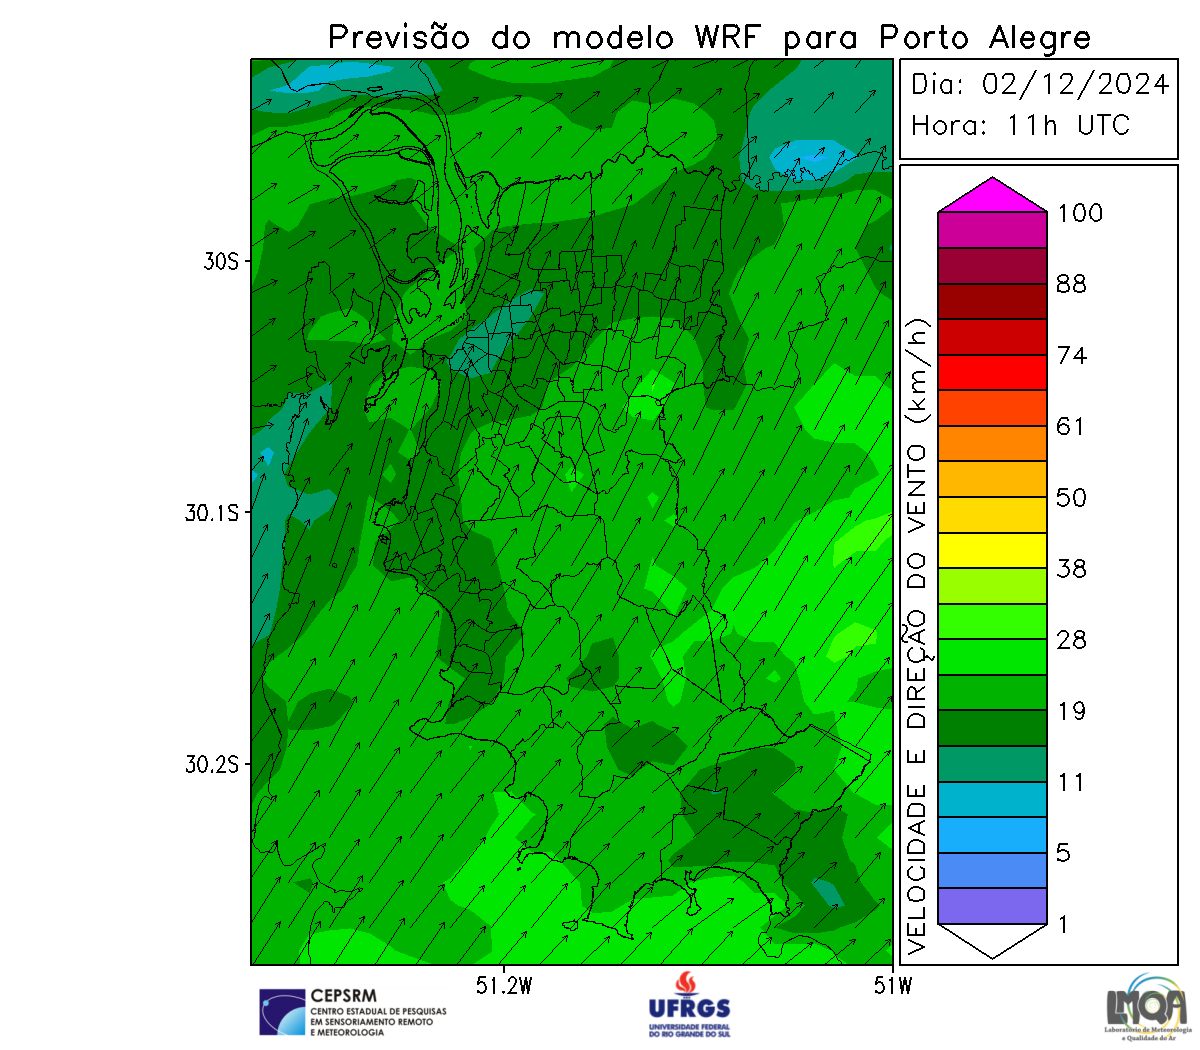 Previsão do modelo WRF para Porto Alegre
Dia: 02/12/2024
Hora: 11h UTC
30S
30.1S
30.2S
51.2W
51W
VELOCIDADE E DIREÇÃO DO VENTO (km/h)
100
88
74
61
50
38
28
19
11
5
1
CEPSRM
CENTRO ESTADUAL DE PESQUISAS
EM SENSORIAMENTO REMOTO
E METEOROLOGIA
UFRGS
UNIVERSIDADE FEDERAL
DO RIO GRANDE DO SUL
LMQA
Laboratório de Meteorologia
e Qualidade do Ar